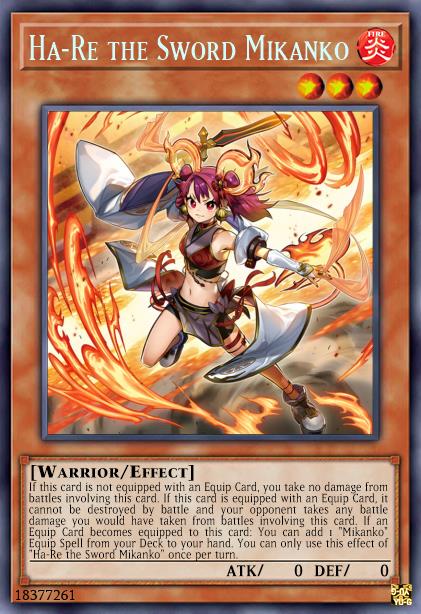 Ha-Re the Sword Mikanko
FIRE
炎
[Warrior/Effect]
If this card is not equipped with an Equip Card, you take no damage from
battles involving this card. If this card is equipped with an Equip Card, it
cannot be destroyed by battle and your opponent takes any battle
damage you would have taken from battles involving this card. If an
Equip Card becomes equipped to this card: You can add 1 "Mikanko"
Equip Spell from your Deck to your hand. You can only use this effect of
"Ha-Re the Sword Mikanko" once per turn.
ATK/ 0 DEF/ 0
18377261